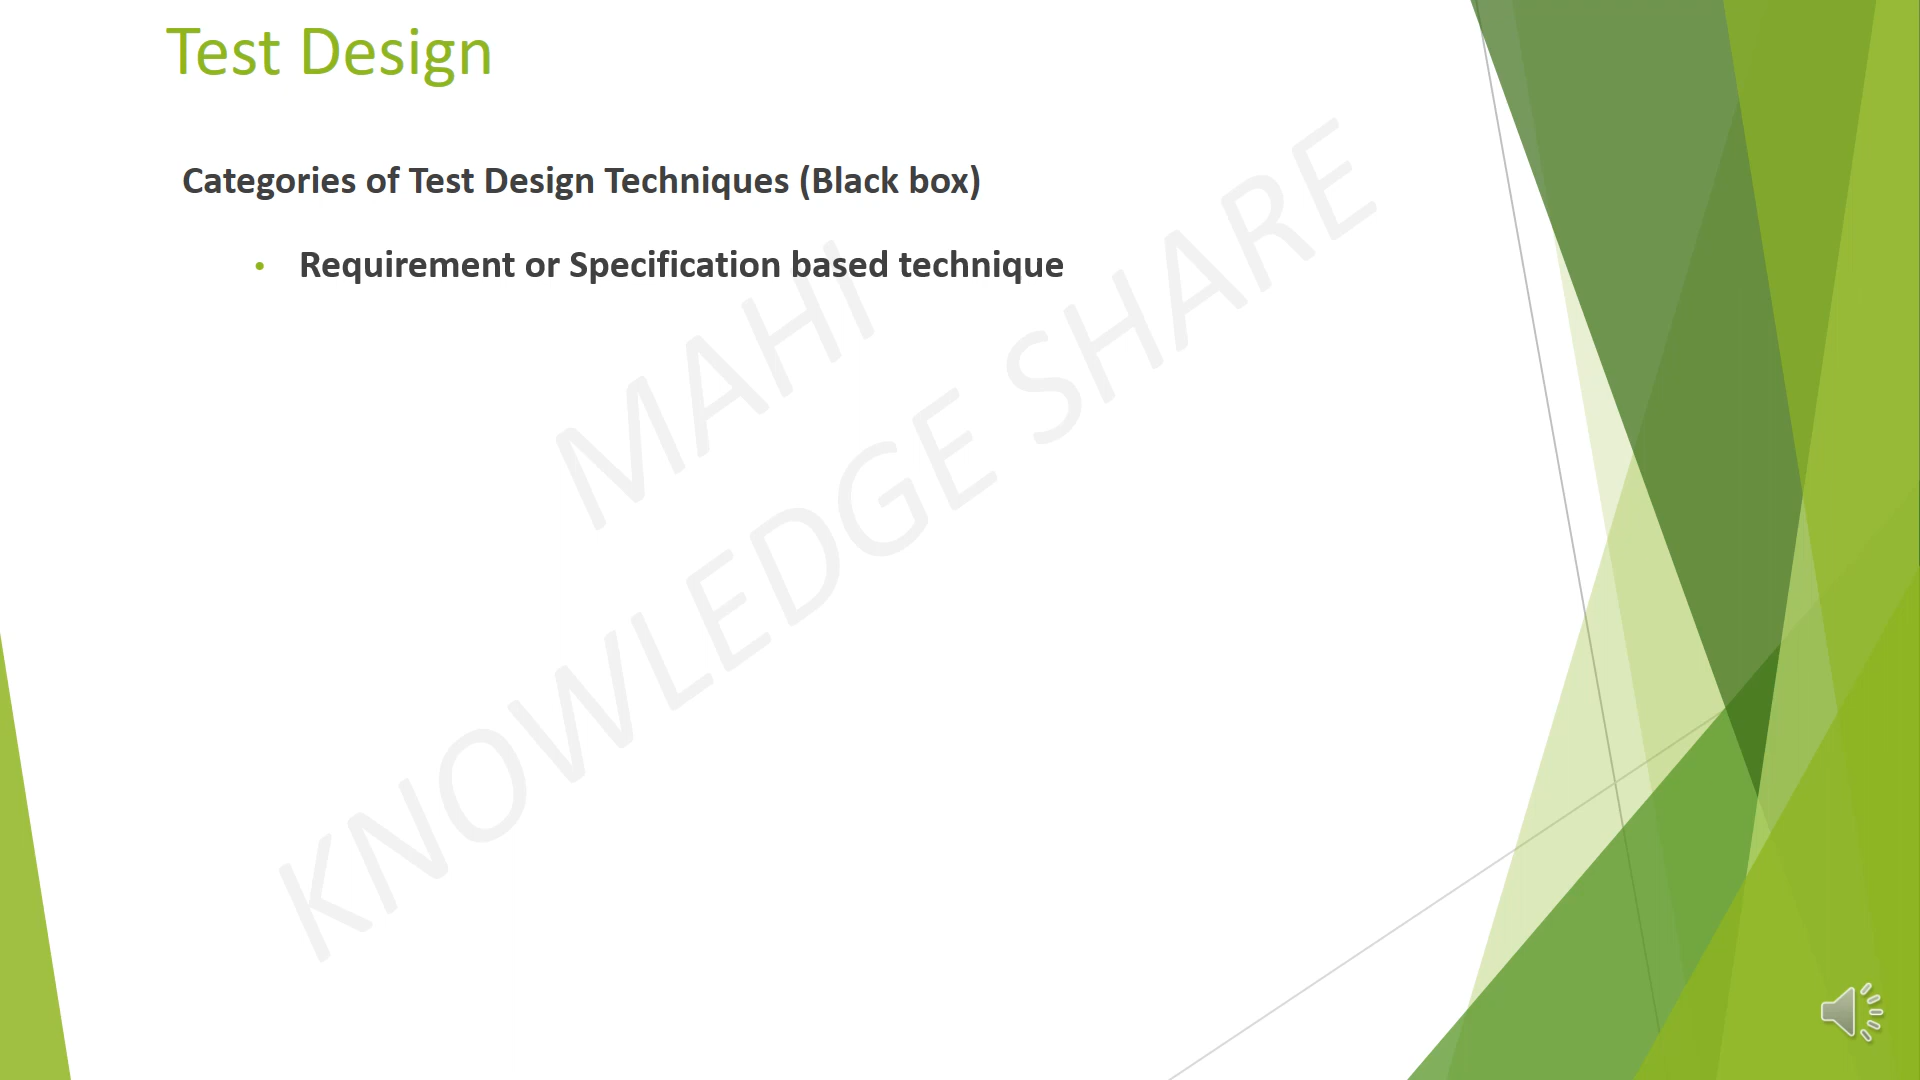 Test Design
Categories of Test Design Techniques (Black box)
• Requirement or Specification based technique
MAHI
KNOWLEDGE SHARE